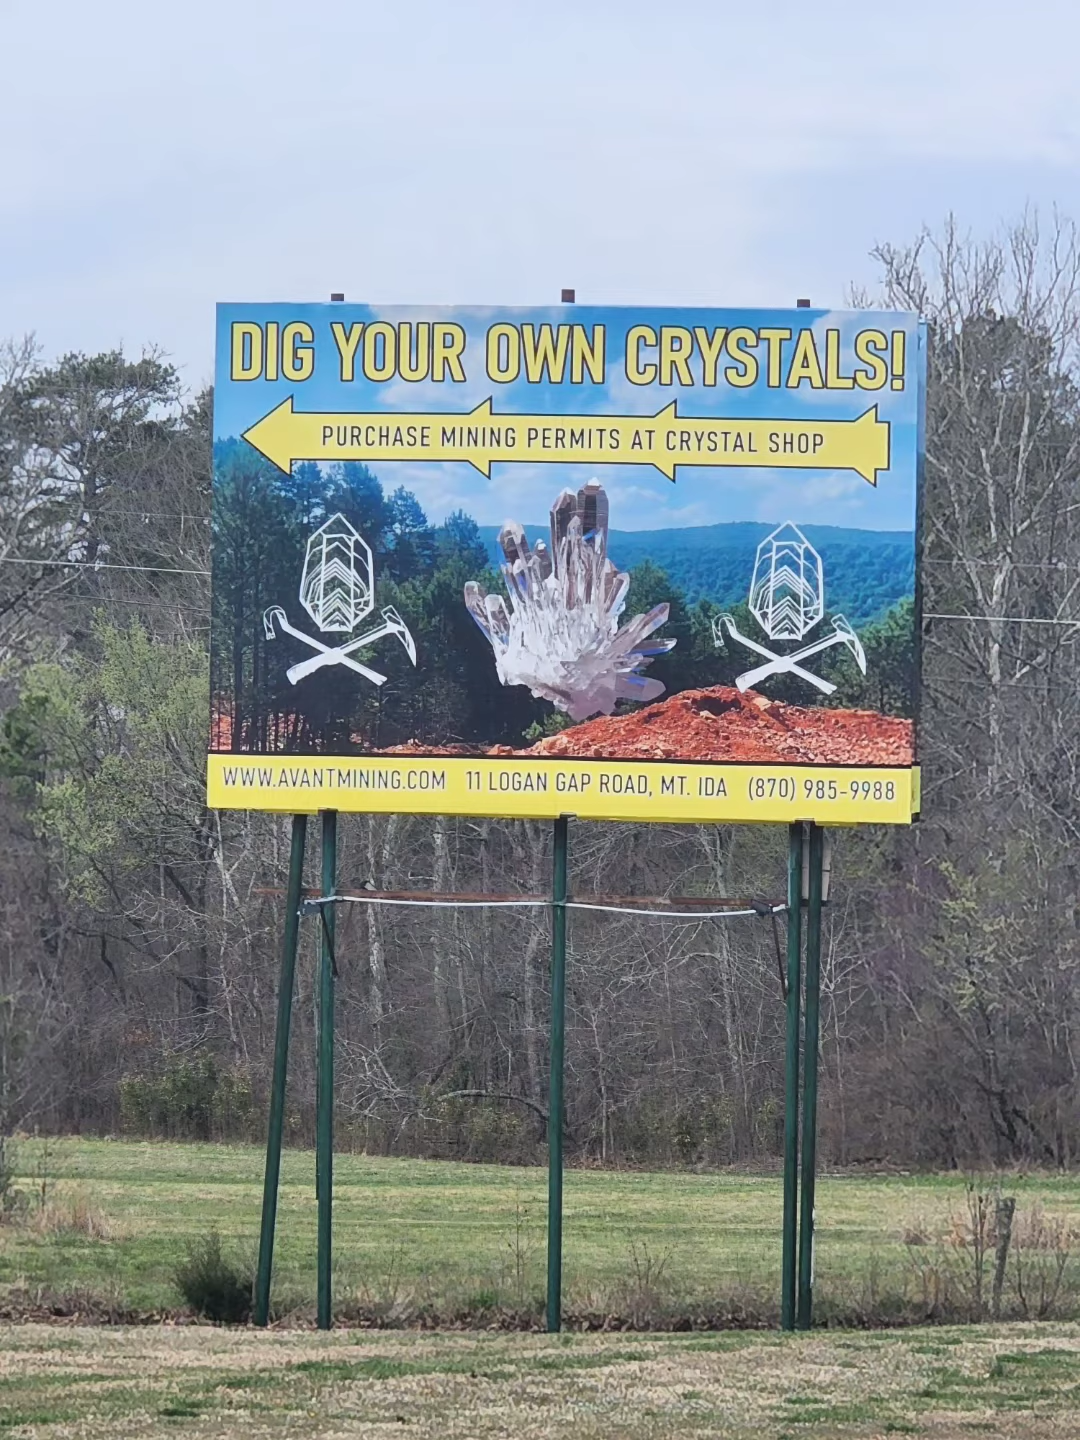 DIG YOUR OWN CRYSTALS!
PURCHASE MINING PERMITS AT CRYSTAL SHOP
WWW.AVANTMINING.COM 11 LOGAN GAP ROAD, MT. IDA (870) 985-9988